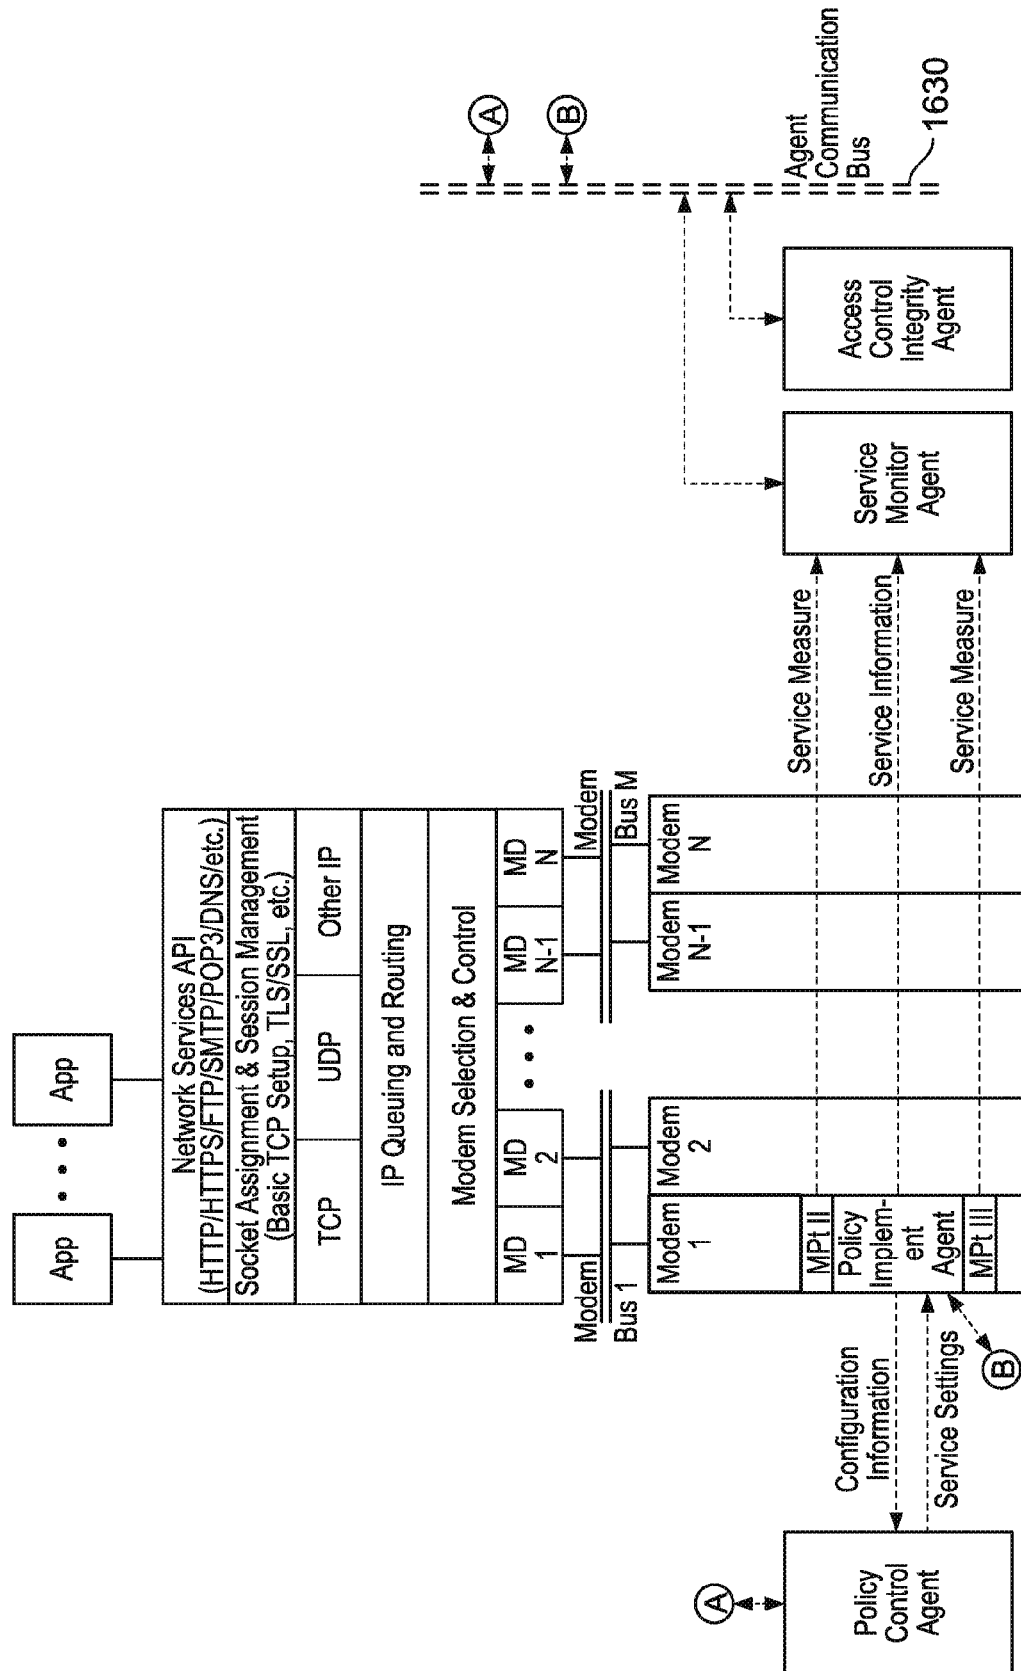 App
App
Network Services API
(HTTP/HTTPS/FTP/SMTP/POP3/DNS/etc.)
Socket Assignment & Session Management
(Basic TCP Setup, TLS/SSL, etc.)
TCP
UDP
Other IP
IP Queuing and Routing
Modem Selection & Control
MD
1
MD
2
MD
N-1
MD
N
Modem
Bus 1
Modem
Bus M
Modem
1
Modem
2
Modem
N-1
Modem
N
MPt II
Policy
Implem-
ent
Agent
MPt III
Configuration
Information
Service Settings
B
A
Policy
Control
Agent
Service Measure
Service Information
Service Measure
Service
Monitor
Agent
Access
Control
Integrity
Agent
A
B
Agent
Communication
Bus
1630